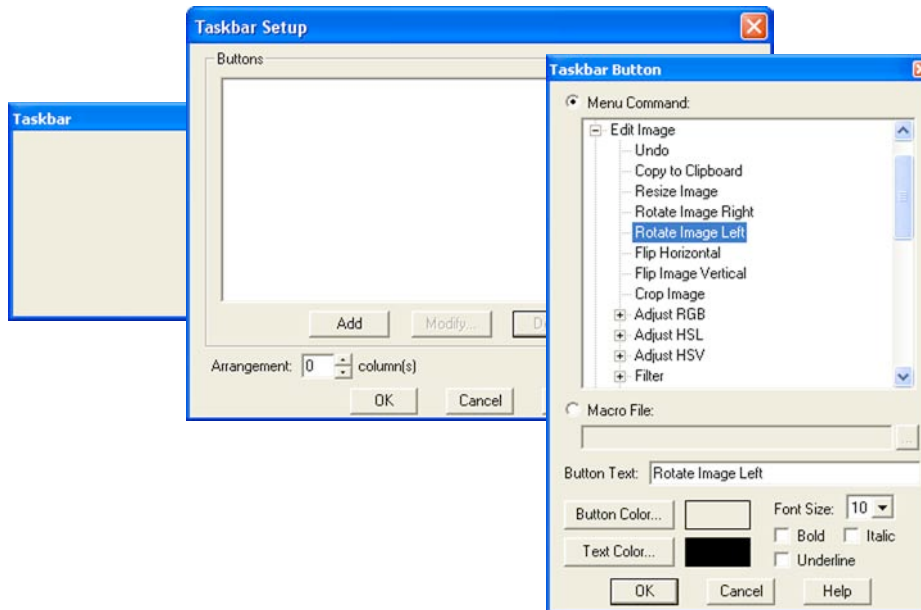 Taskbar
Taskbar Setup
Buttons
Add
Modify...
Arrangement: 0 column(s)
OK
Cancel
Taskbar Button
Menu Command:
Edit Image
Undo
Copy to Clipboard
Resize Image
Rotate Image Right
Rotate Image Left
Flip Horizontal
Flip Image Vertical
Crop Image
Adjust RGB
Adjust HSL
Adjust HSV
Filter
Macro File:
...
Button Text: Rotate Image Left
Button Color...
Font Size: 10
Bold Italic
Text Color...
Underline
OK Cancel Help